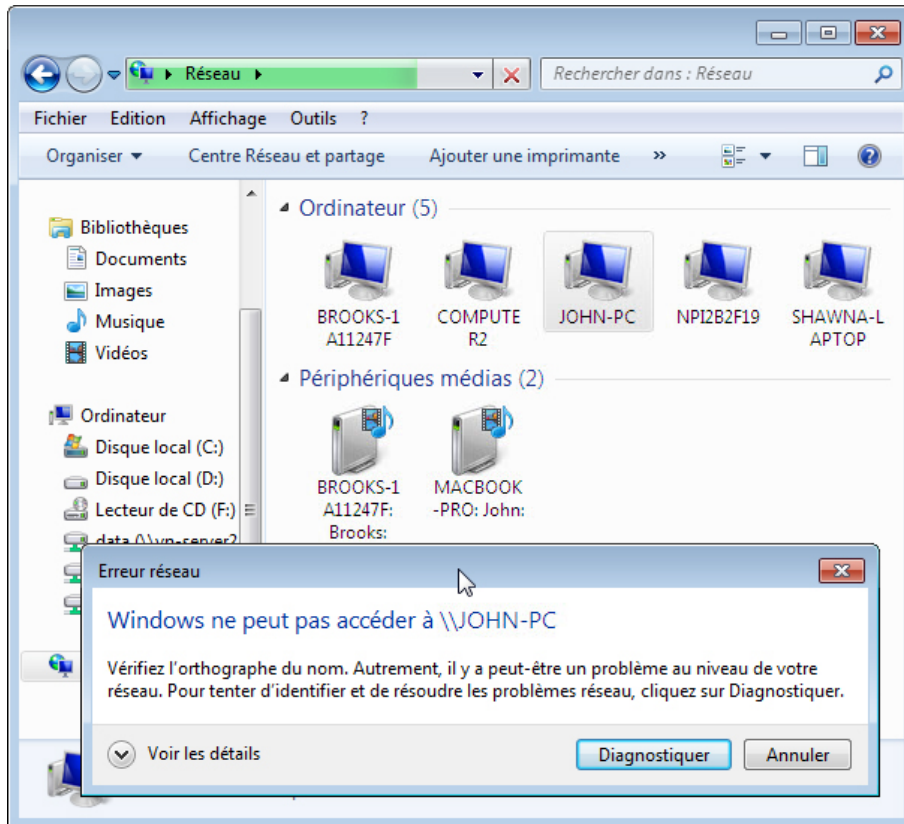 Réseau
Rechercher dans : Réseau
Fichier Edition Affichage Outils ?
Organiser Centre Réseau et partage Ajouter une imprimante »
Bibliothèques
Documents
Images
Musique
Vidéos
Ordinateur
Disque local (C:)
Disque local (D:)
Lecteur de CD (F:)
data (\\vn-server2
Ordinateur (5)
BROOKS-1
A11247F
COMPUTE
R2
JOHN-PC
NPI2B2F19
SHAWNA-L
APTOP
Périphériques médias (2)
BROOKS-1
A11247F:
Brooks:
MACBOOK
-PRO: John:
Erreur réseau
Windows ne peut pas accéder à \\JOHN-PC
Vérifiez l'orthographe du nom. Autrement, il y a peut-être un problème au niveau de votre
réseau. Pour tenter d'identifier et de résoudre les problèmes réseau, cliquez sur Diagnostiquer.
Voir les détails
Diagnostiquer
Annuler